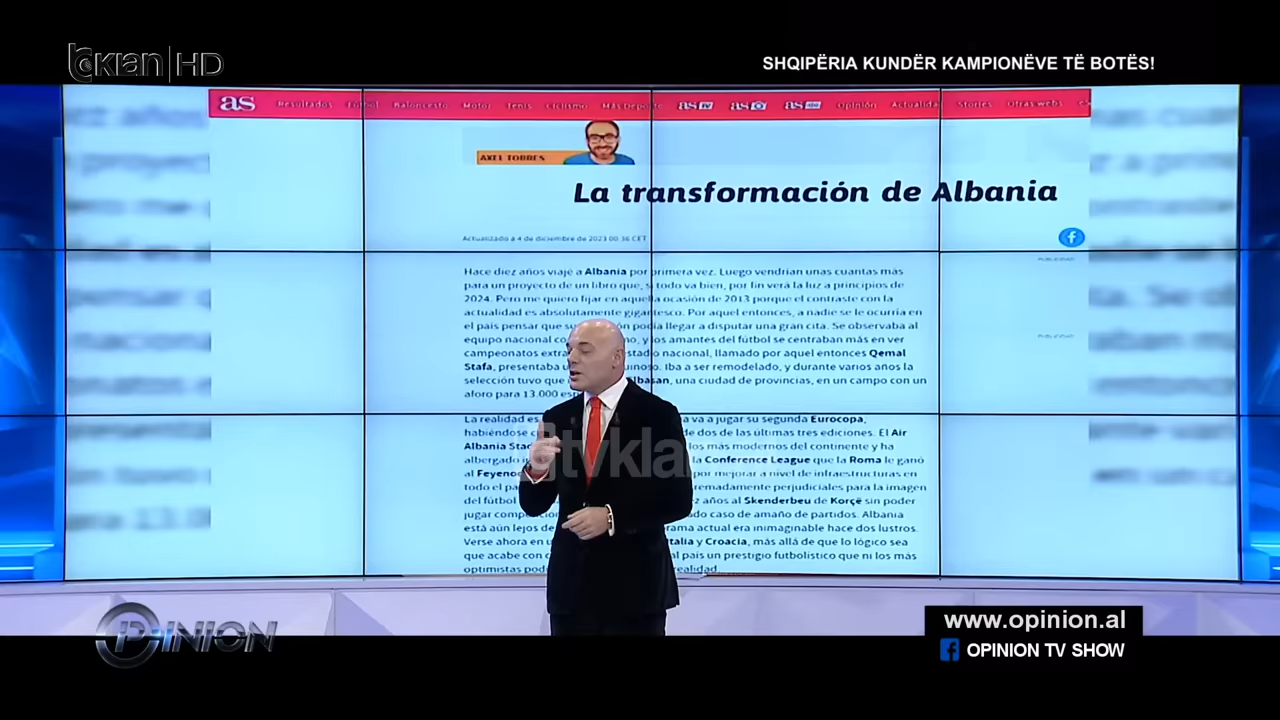 tvklan HD
SHQIPËRIA KUNDËR KAMPIONËVE TË BOTËS!
as Resultados Fútbol Baloncesto Motor Tenis Ciclismo Más Deporte as TV as as Opinión Actualidad Stories Otras webs
AXEL TORRES
La transformación de Albania
Actualizado a 4 de diciembre de 2023 00:36 CET
PUBLICIDAD
Hace diez años viajé a Albania por primera vez. Luego vendrían unas cuantas más
para un proyecto de un libro que, si todo va bien, por fin verá la luz a principios de
2024. Pero me quiero fijar en aquella ocasión de 2013 porque el contraste con la
actualidad es absolutamente gigantesco. Por aquel entonces, a nadie se le ocurría en
el país pensar que su podía llegar a disputar una gran cita. Se observaba al
equipo nacional y los amantes del fútbol se centraban más en ver
campeonatos estadio nacional, llamado por aquel entonces Qemal
PUBLICIDAD
Stafa, presentaba iba a ser remodelado, y durante varios años la
selección tuvo que Elbasan, una ciudad de provincias, en un campo con un
aforo para 13.000
La realidad es va a jugar su segunda Eurocopa,
habiéndose de dos de las últimas tres ediciones. El Air
Albania los más modernos del continente y ha
albergado la Conference League que la Roma le ganó
al por mejorar a nivel de infraestructuras en
todo el perjudiciales para la imagen
del fútbol años al Skenderbeu de Korçë sin poder
jugar caso de amaño de partidos. Albania
está aún lejos de actual era inimaginable hace dos lustros.
Verse ahora en Italia y Croacia, más allá de que lo lógico sea
que acabe con al país un prestigio futbolístico que ni los más
optimistas realidad.
tvkla
OPINION
www.opinion.al
OPINION TV SHOW